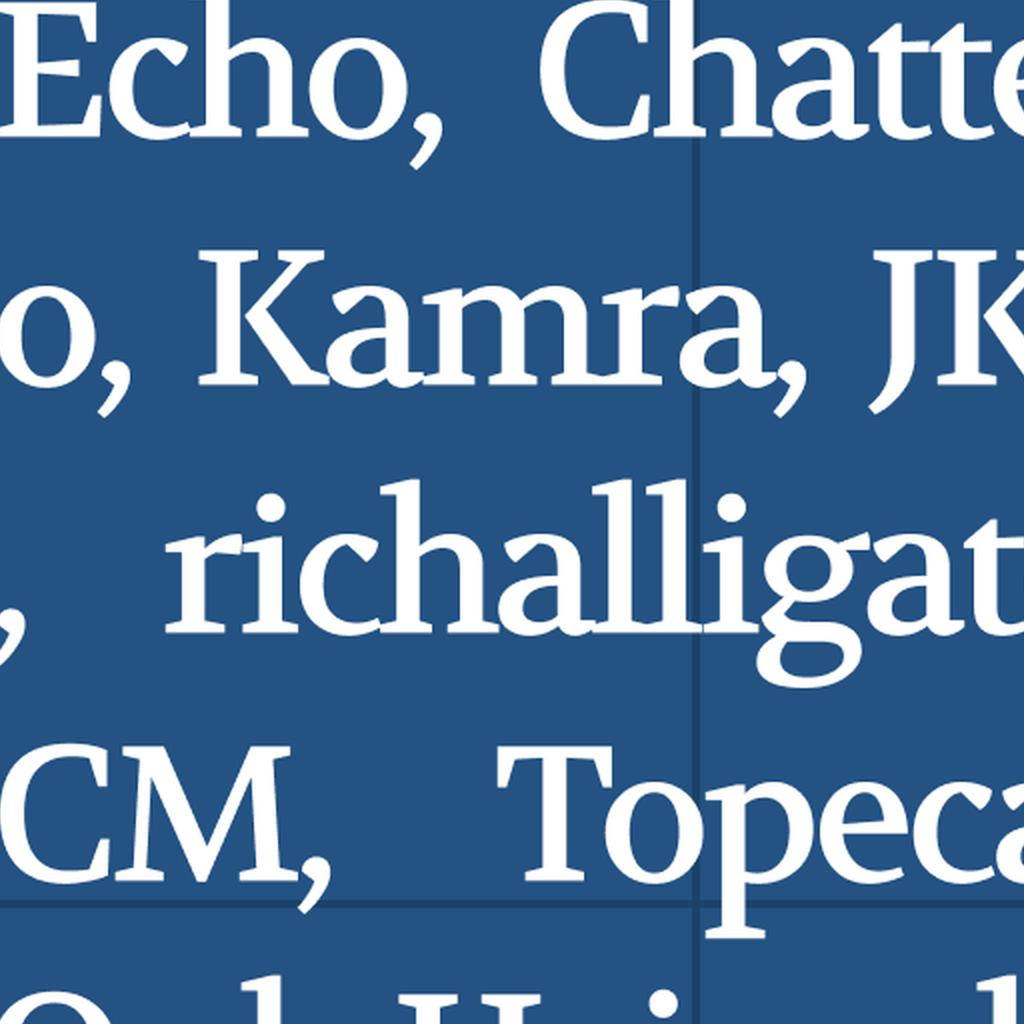 Echo, Chatte
o, Kamra, JK
, richalligat
CM, Topeca